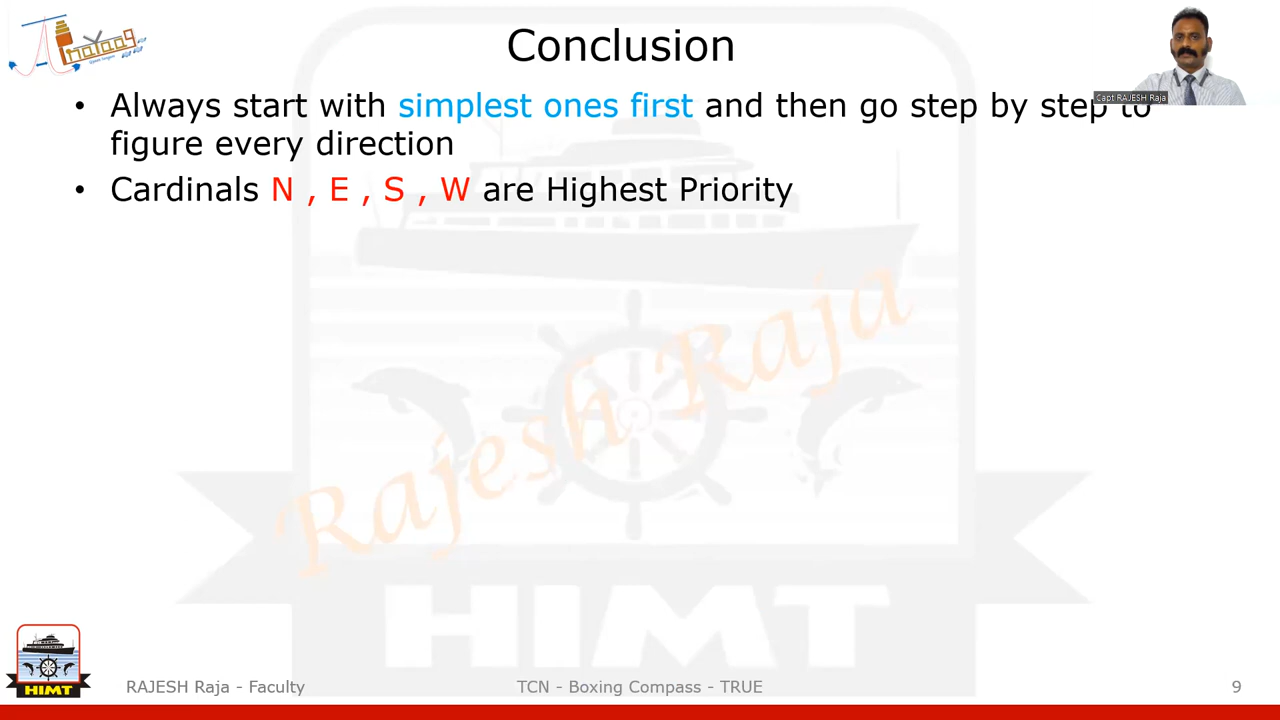 Conclusion
Capt RAJESH Raja
• Always start with simplest ones first and then go step by step to
figure every direction
• Cardinals N , E , S , W are Highest Priority
Rajesh Raja
HIMT
HIMT
RAJESH Raja - Faculty
TCN - Boxing Compass - TRUE
9